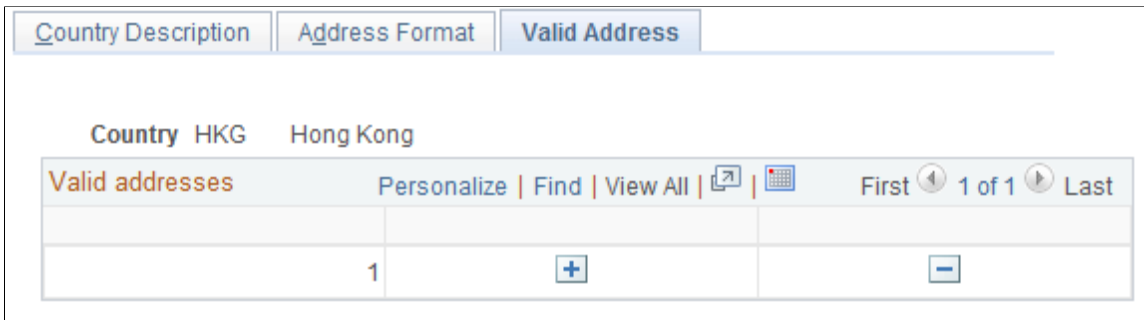 Country Description Address Format Valid Address
Country HKG Hong Kong
Valid addresses Personalize | Find | View All | | First 1 of 1 Last
1